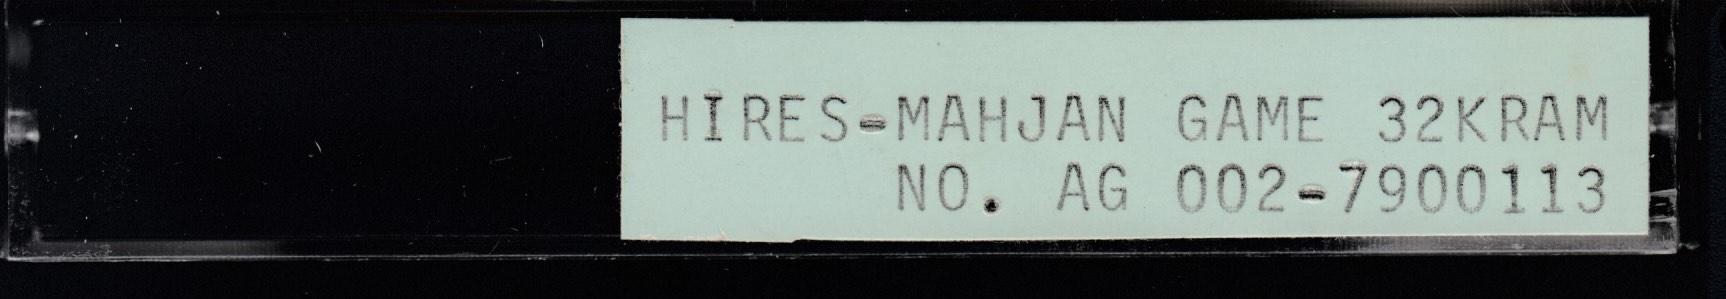 HIRES-MAHJAN GAME 32KRAM
NO. AG 002-7900113